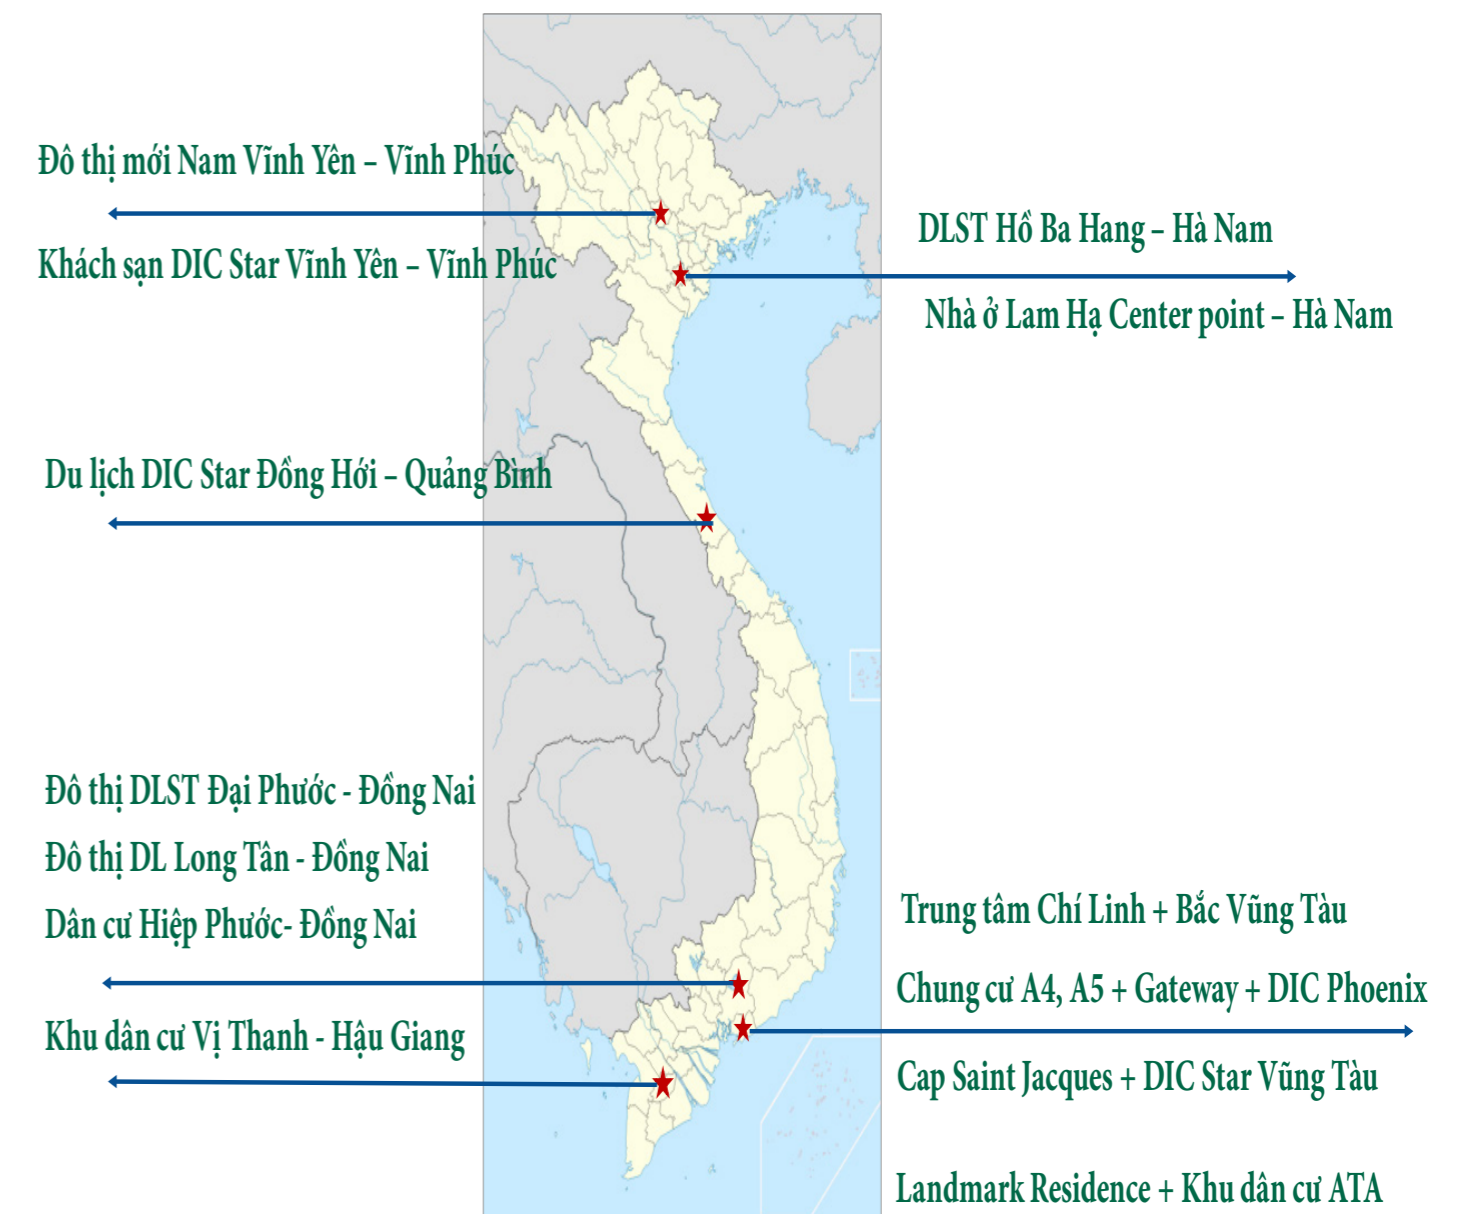 Đô thị mới Nam Vĩnh Yên – Vĩnh Phúc
Khách sạn DIC Star Vĩnh Yên – Vĩnh Phúc
DLST Hồ Ba Hang – Hà Nam
Nhà ở Lam Hạ Center point – Hà Nam
Du lịch DIC Star Đồng Hới – Quảng Bình
Đô thị DLST Đại Phước - Đồng Nai
Đô thị DL Long Tân - Đồng Nai
Dân cư Hiệp Phước- Đồng Nai
Khu dân cư Vị Thanh - Hậu Giang
Trung tâm Chí Linh + Bắc Vũng Tàu
Chung cư A4, A5 + Gateway + DIC Phoenix
Cap Saint Jacques + DIC Star Vũng Tàu
Landmark Residence + Khu dân cư ATA